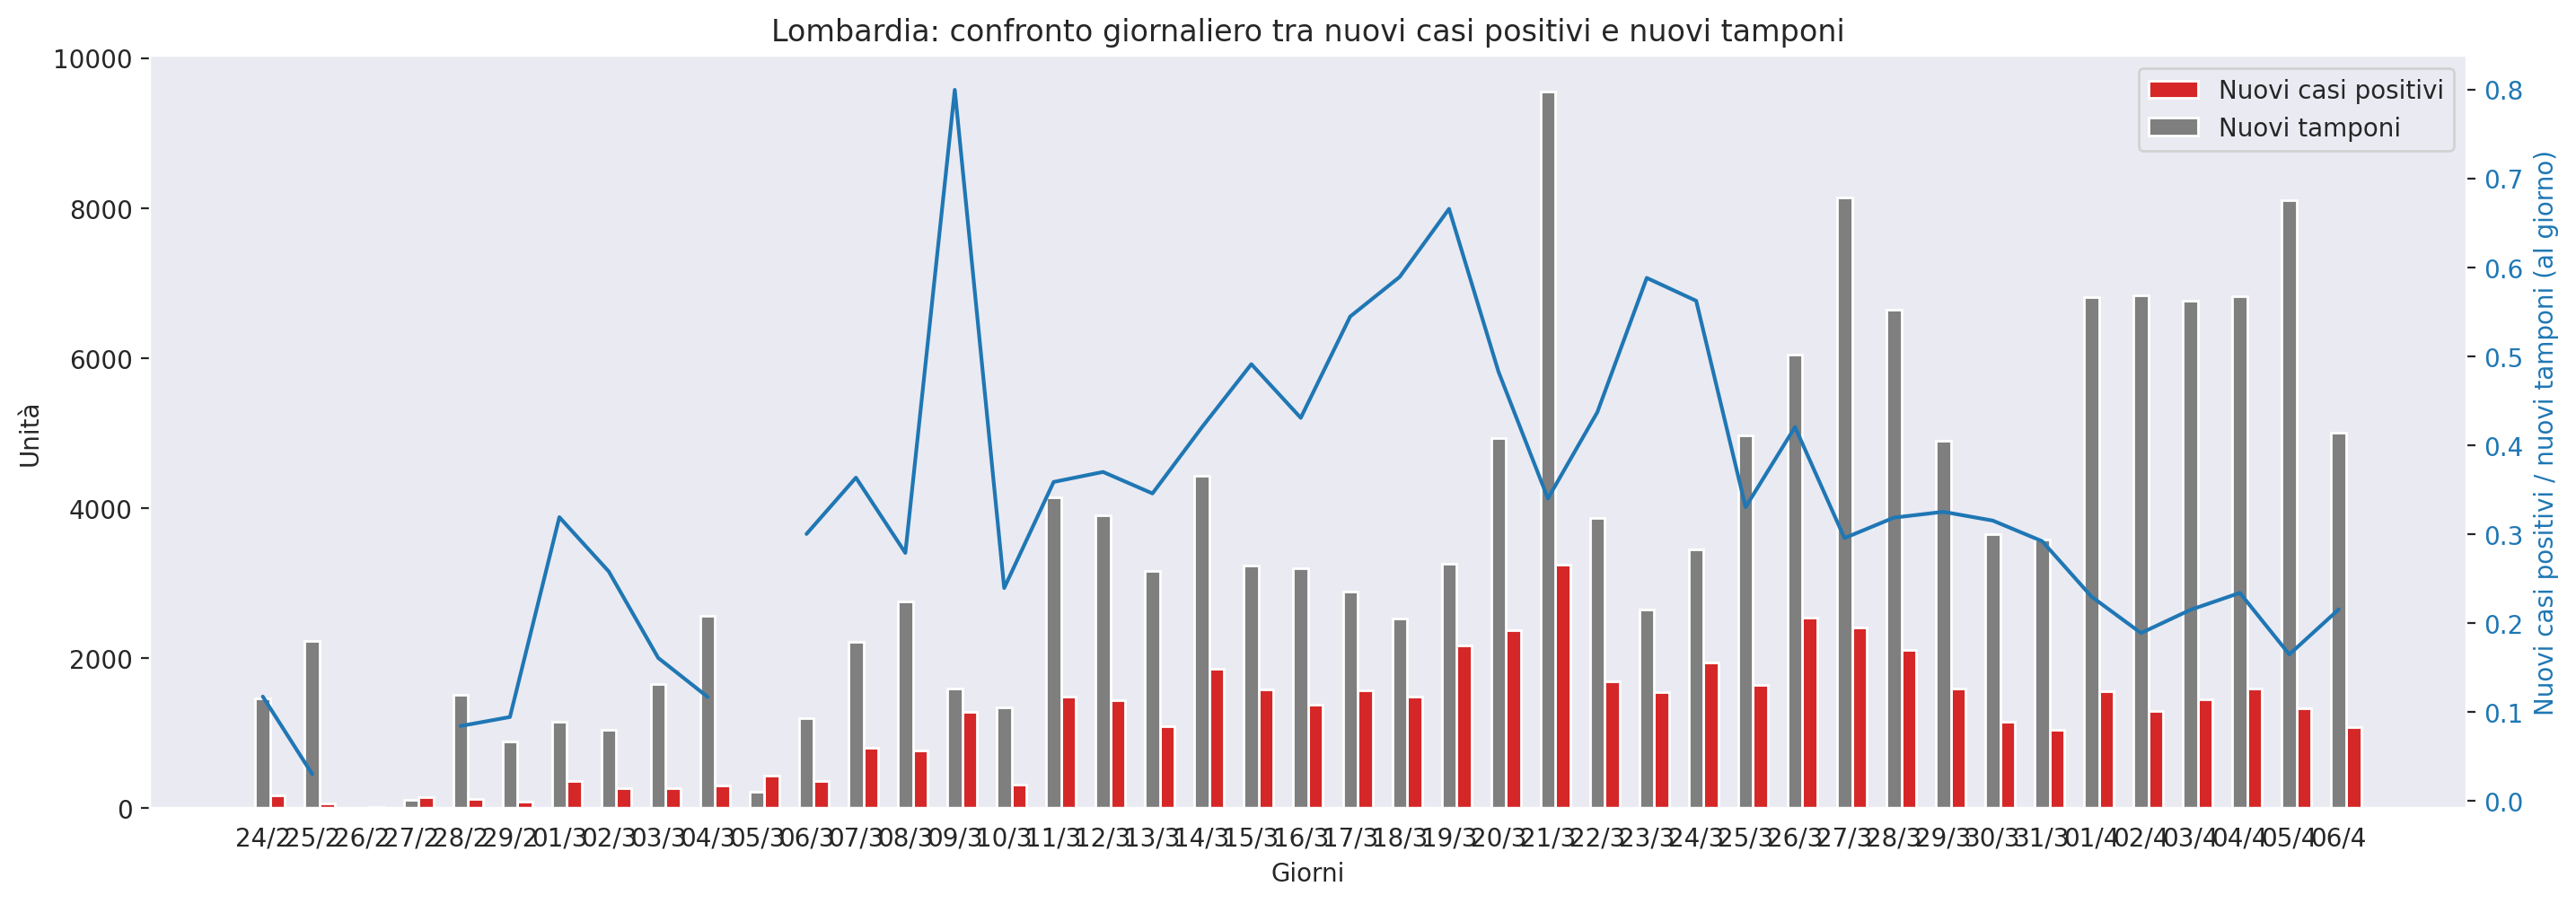 Lombardia: confronto giornaliero tra nuovi casi positivi e nuovi tamponi
Nuovi casi positivi
Nuovi tamponi
10000
8000
6000
4000
2000
0
Unità
0.8
0.7
0.6
0.5
0.4
0.3
0.2
0.1
0.0
Nuovi casi positivi / nuovi tamponi (al giorno)
24/2 25/2 26/2 27/2 28/2 29/2 01/3 02/3 03/3 04/3 05/3 06/3 07/3 08/3 09/3 10/3 11/3 12/3 13/3 14/3 15/3 16/3 17/3 18/3 19/3 20/3 21/3 22/3 23/3 24/3 25/3 26/3 27/3 28/3 29/3 30/3 31/3 01/4 02/4 03/4 04/4 05/4 06/4
Giorni